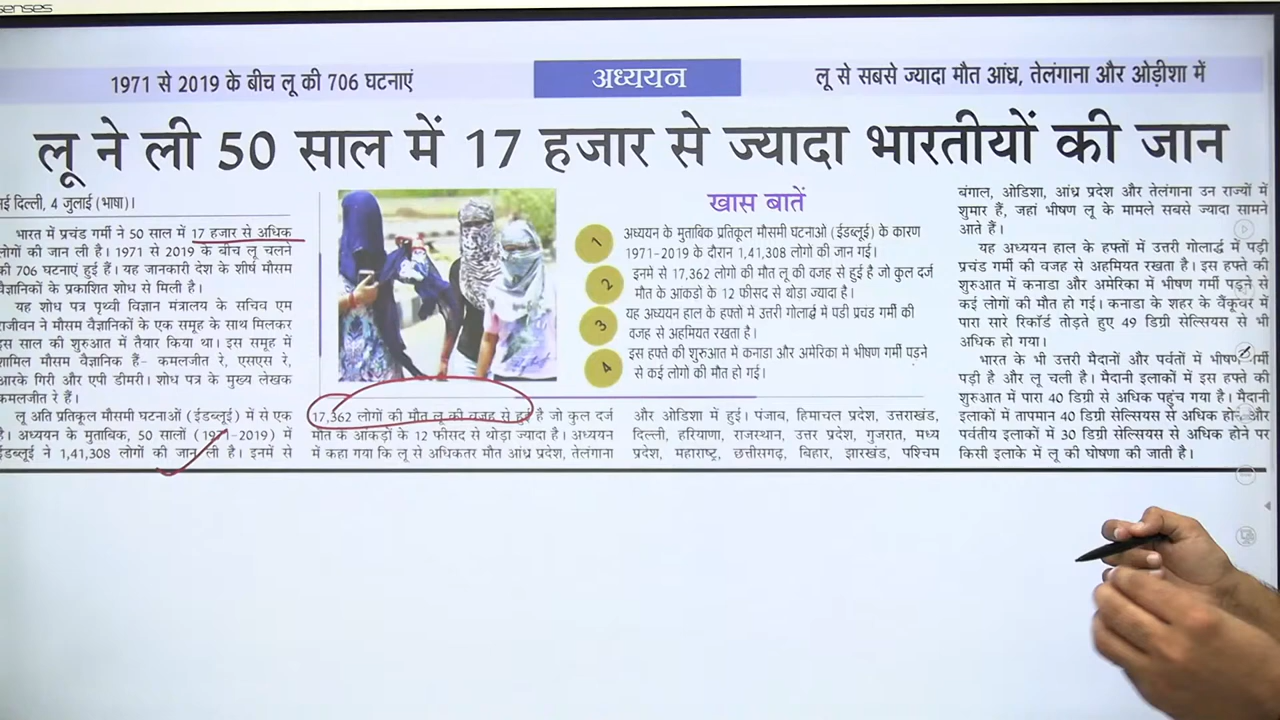 senses
1971 से 2019 के बीच लू की 706 घटनाएं
अध्ययन
लू से सबसे ज्यादा मौत आंध्र, तेलंगाना और ओड़ीशा में
लू ने ली 50 साल में 17 हजार से ज्यादा भारतीयों की जान
नई दिल्ली, 4 जुलाई (भाषा)।
भारत में प्रचंड गर्मी ने 50 साल में 17 हजार से अधिक
लोगों की जान ली है। 1971 से 2019 के बीच लू चलने
की 706 घटनाएं हुई हैं। यह जानकारी देश के शीर्ष मौसम
वैज्ञानिकों के प्रकाशित शोध से मिली है।
यह शोध पत्र पृथ्वी विज्ञान मंत्रालय के सचिव एम
राजीवन ने मौसम वैज्ञानिकों के एक समूह के साथ मिलकर
इस साल की शुरुआत में तैयार किया था। इस समूह में
शामिल मौसम वैज्ञानिक हैं- कमलजीत रे, एसएस रे,
आरके गिरी और एपी डीमरी। शोध पत्र के मुख्य लेखक
कमलजीत रे हैं।
लू अति प्रतिकूल मौसमी घटनाओं (ईडब्लूई) में से एक
है। अध्ययन के मुताबिक, 50 सालों (1971-2019) में
ईडब्लूई ने 1,41,308 लोगों की जान ली है। इनमें से
17,362 लोगों की मौत लू की वजह से हुई है जो कुल दर्ज
मौत के आंकड़ों के 12 फीसद से थोड़ा ज्यादा है। अध्ययन
में कहा गया कि लू से अधिकतर मौत आंध्र प्रदेश, तेलंगाना
खास बातें
1 अध्ययन के मुताबिक प्रतिकूल मौसमी घटनाओ (ईडब्लूई) के कारण
1971-2019 के दौरान 1,41,308 लोगों की जान गई।
2 इनमे से 17,362 लोगो की मौत लू की वजह से हुई है जो कुल दर्ज
मौत के आकडो के 12 फीसद से थोडा ज्यादा है।
3 यह अध्ययन हाल के हफ्तो मे उत्तरी गोलार्द्ध मे पडी प्रचड गर्मी की
वजह से अहमियत रखता है।
4 इस हफ्ते की शुरुआत मे कनाडा और अमेरिका में भीषण गर्मी पड़ने
से कई लोगों की मौत हो गई।
और ओडिशा में हुई। पंजाब, हिमाचल प्रदेश, उत्तराखंड,
दिल्ली, हरियाणा, राजस्थान, उत्तर प्रदेश, गुजरात, मध्य
प्रदेश, महाराष्ट्र, छत्तीसगढ़, बिहार, झारखंड, पश्चिम
बंगाल, ओडिशा, आंध्र प्रदेश और तेलंगाना उन राज्यों में
शुमार हैं, जहां भीषण लू के मामले सबसे ज्यादा सामने
आते हैं।
यह अध्ययन हाल के हफ्तों में उत्तरी गोलार्द्ध में पड़ी
प्रचंड गर्मी की वजह से अहमियत रखता है। इस हफ्ते की
शुरुआत में कनाडा और अमेरिका में भीषण गर्मी पड़ने से
कई लोगों की मौत हो गई। कनाडा के शहर के वैंकूवर में
पारा सारे रिकॉर्ड तोड़ते हुए 49 डिग्री सेल्सियस से भी
अधिक हो गया।
भारत के भी उत्तरी मैदानों और पर्वतों में भीषण गर्मी
पड़ी है और लू चली है। मैदानी इलाकों में इस हफ्ते की
शुरुआत में पारा 40 डिग्री से अधिक पहुंच गया है। मैदानी
इलाकों में तापमान 40 डिग्री सेल्सियस से अधिक होने और
पर्वतीय इलाकों में 30 डिग्री सेल्सियस से अधिक होने पर
किसी इलाके में लू की घोषणा की जाती है।